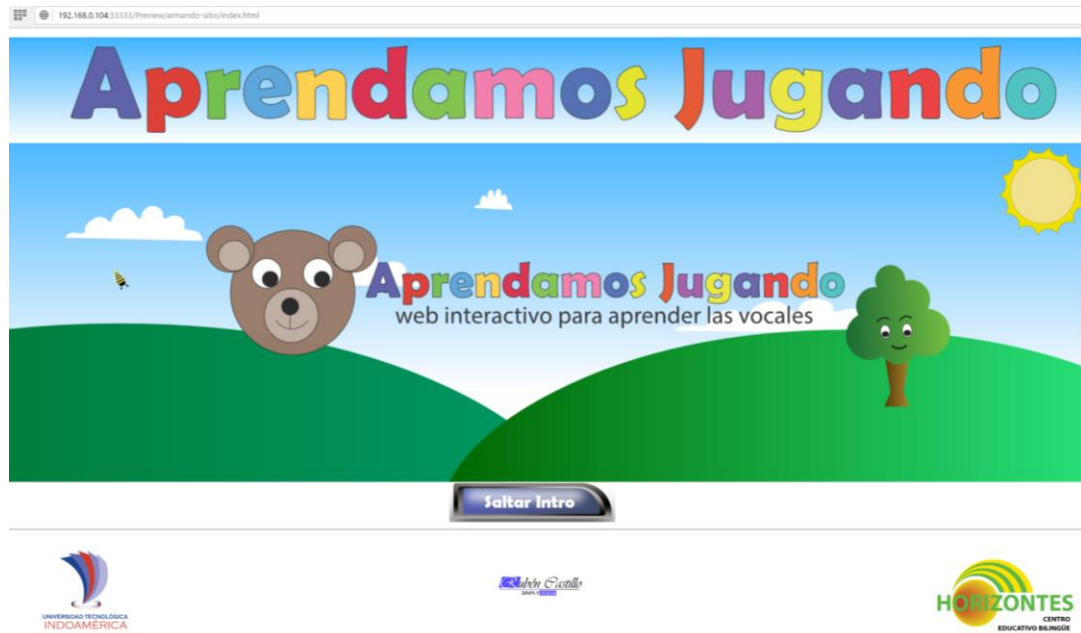 192.168.0.104:33333/Preview/armando-sitio/index.html
Aprendamos Jugando
Aprendamos Jugando
web interactivo para aprender las vocales
Saltar Intro
UNIVERSIDAD TECNOLÓGICA
INDOAMÉRICA
Rubén Castillo
HORIZONTES
CENTRO
EDUCATIVO BILINGÜE